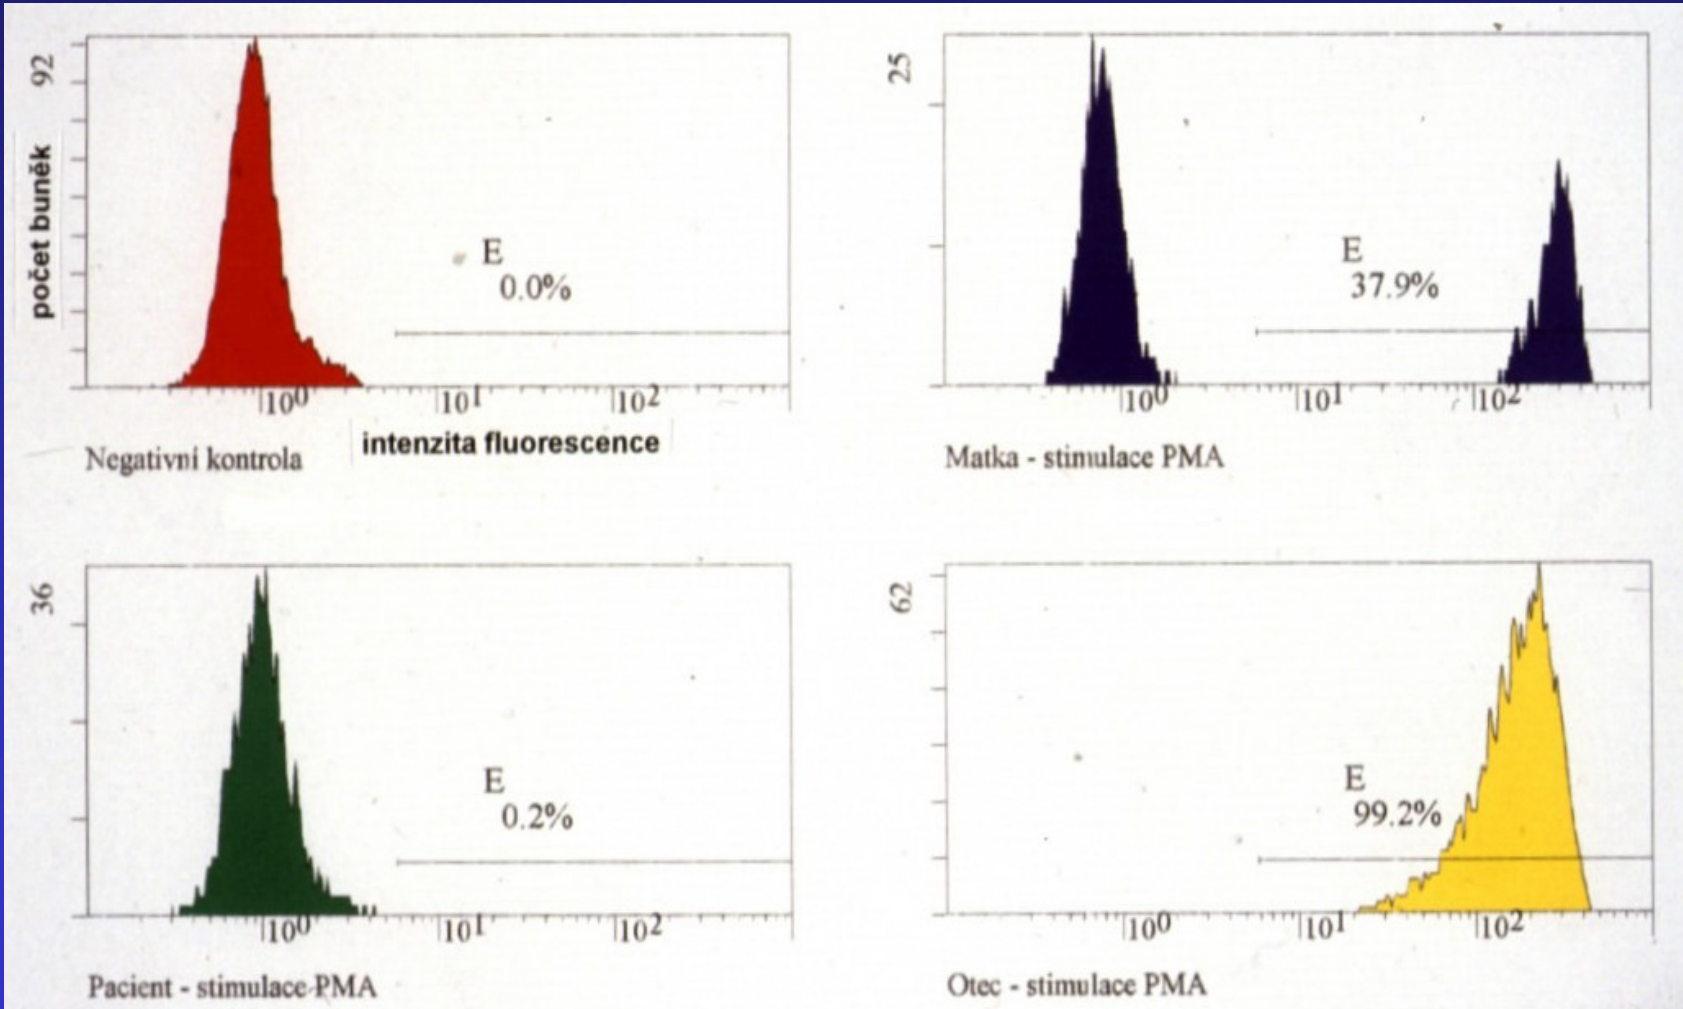 92
počet buněk
E
0.0%
10⁰ 10¹ 10²
intenzita fluorescence
Negativní kontrola
25
E
37.9%
10⁰ 10¹ 10²
Matka - stimulace PMA
36
E
0.2%
10⁰ 10¹ 10²
Pacient - stimulace PMA
62
E
99.2%
10⁰ 10¹ 10²
Otec - stimulace PMA